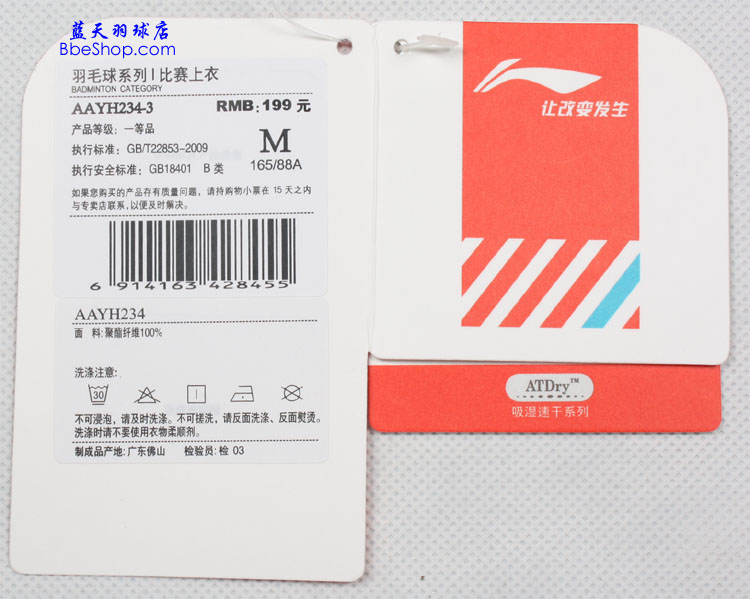 蓝天羽球店
BbeShop.com
羽毛球系列 | 比赛上衣
BADMINTON CATEGORY
AAYH234-3 RMB: 199 元
产品等级: 一等品
执行标准: GB/T22853-2009
执行安全标准: GB18401 B 类
M
165/88A
如果您购买的产品存有质量问题, 请持购物小票在 15 天之内
与专卖店联系, 以便及时解决。
6 914163 428455
AAYH234
面 料: 聚酯纤维100%
洗涤注意:
30
不可浸泡, 请及时洗涤。不可搓洗, 请反面洗涤、反面熨烫。
洗涤时请不要使用衣物柔顺剂。
制成品产地: 广东佛山 检验员: 检 03
让改变发生
ATDry™
吸湿速干系列